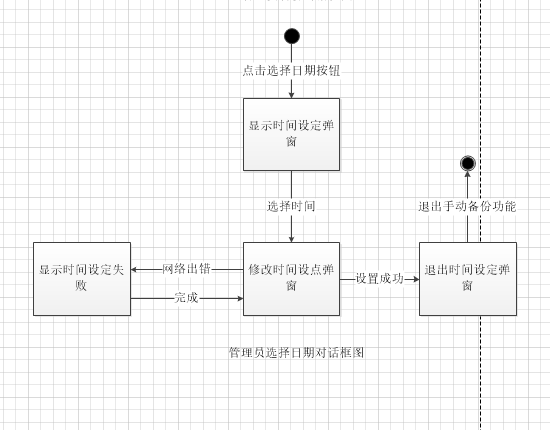 点击选择日期按钮
显示时间设定弹
窗
选择时间
退出手动备份功能
显示时间设定失
败
网络出错
完成
修改时间设点弹
窗
设置成功
退出时间设定弹
窗
管理员选择日期对话框图